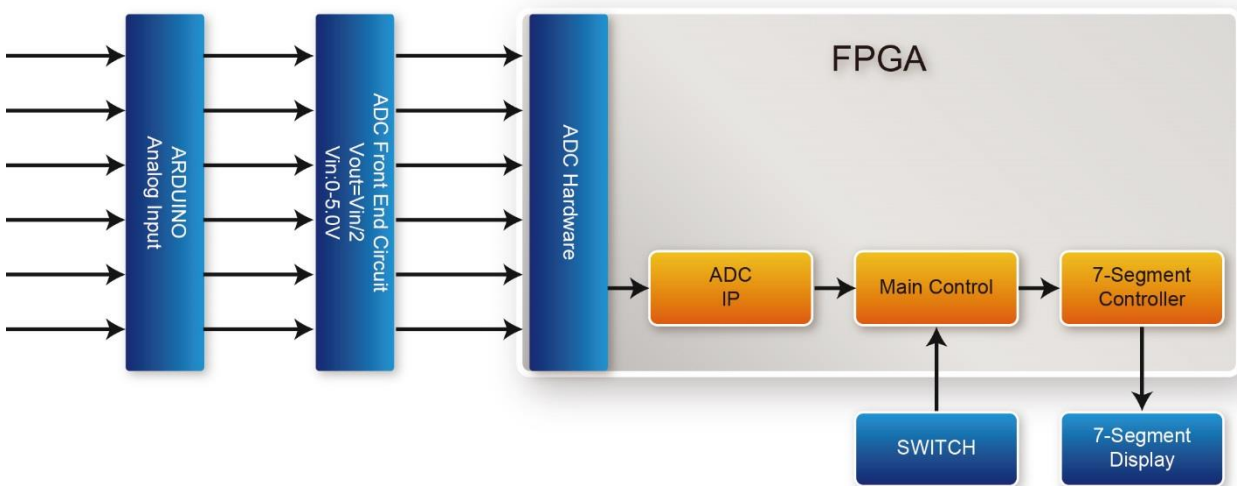 FPGA
ARDUINO
Analog Input
ADC Front End Circuit
Vout=Vin/2
Vin:0-5.0V
ADC Hardware
ADC
IP
Main Control
7-Segment
Controller
SWITCH
7-Segment
Display